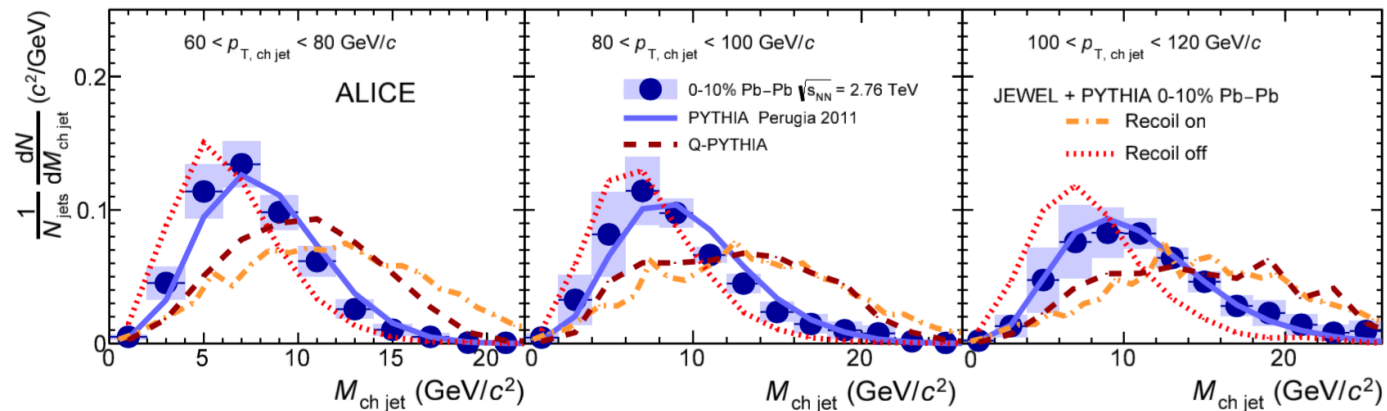 60 < p_T, ch jet < 80 GeV/c
80 < p_T, ch jet < 100 GeV/c
100 < p_T, ch jet < 120 GeV/c
ALICE
0-10% Pb−Pb √s_NN = 2.76 TeV
PYTHIA Perugia 2011
Q-PYTHIA
JEWEL + PYTHIA 0-10% Pb−Pb
Recoil on
Recoil off
1/N_jets dN/dM_ch jet (c²/GeV)
0.2
0.1
0
0 5 10 15 20
0 10 20
0 10 20
M_ch jet (GeV/c²)
M_ch jet (GeV/c²)
M_ch jet (GeV/c²)